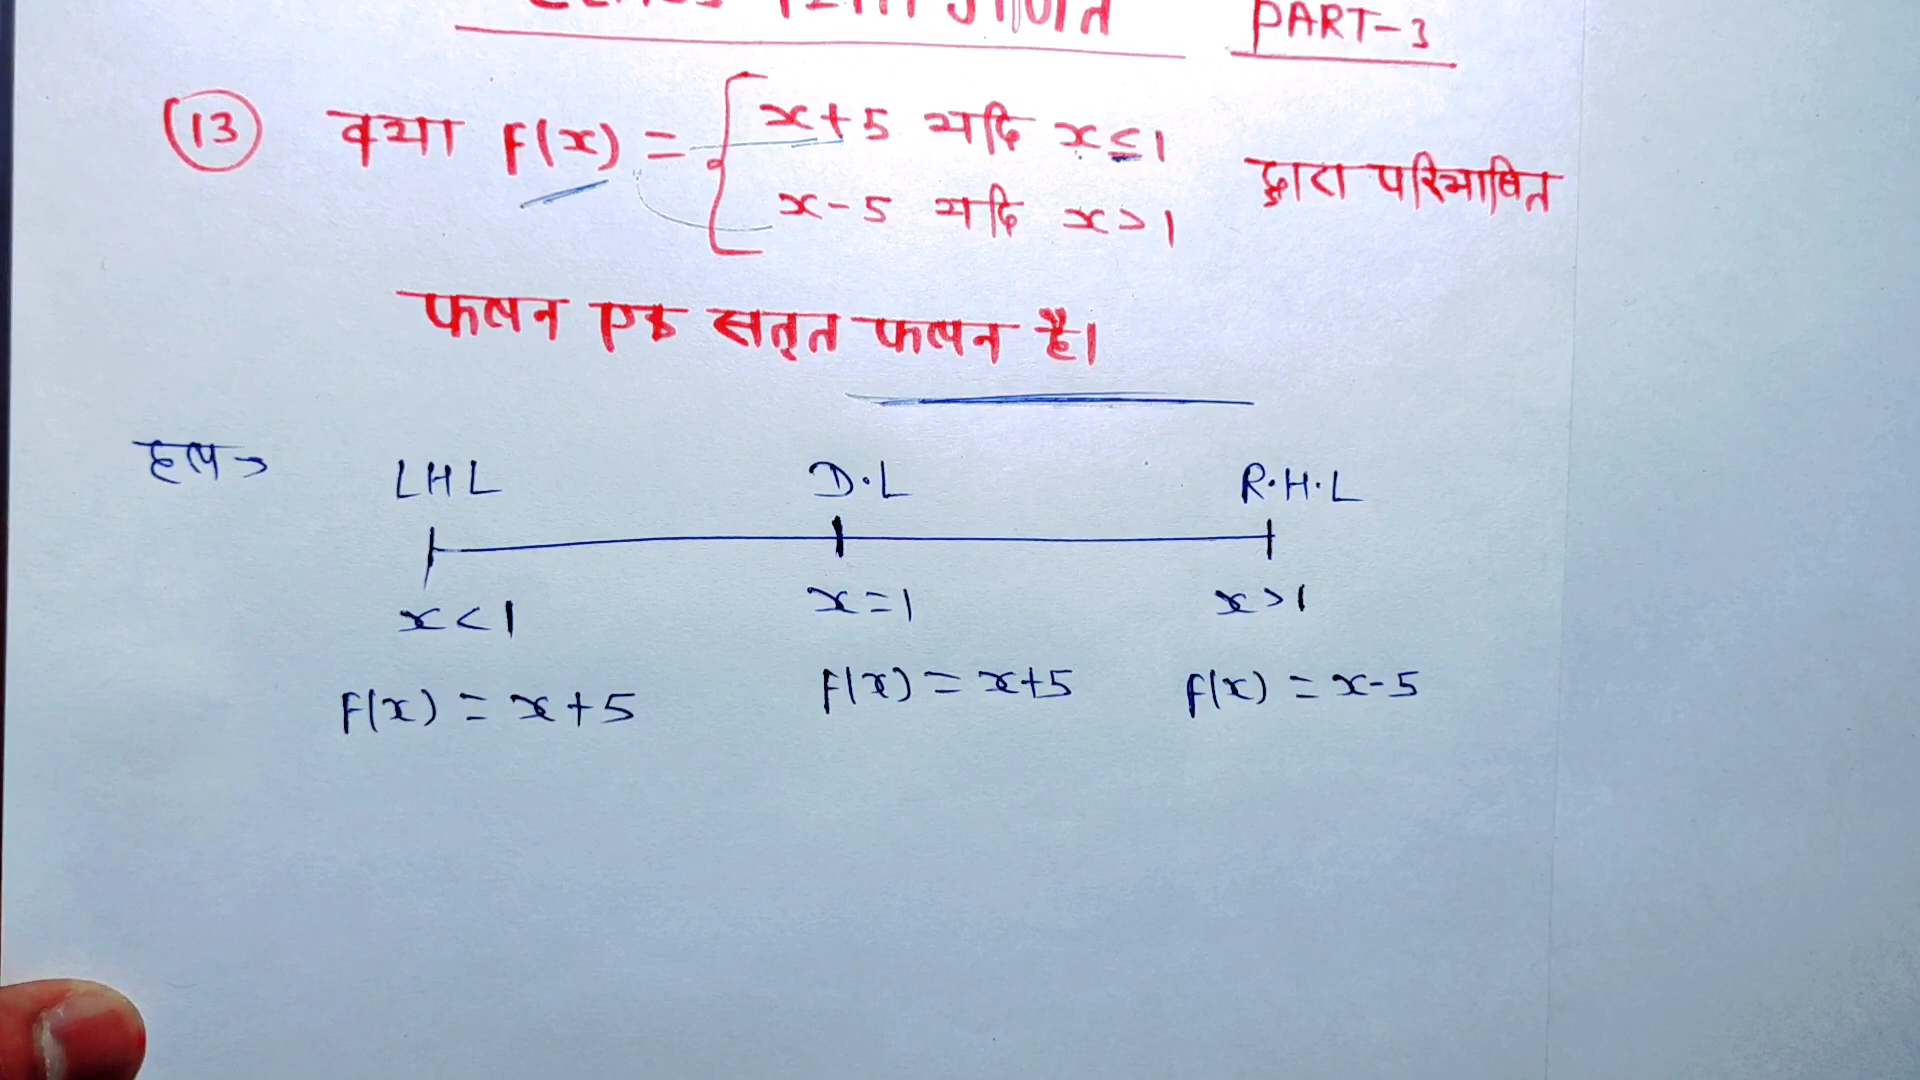 PART-3
(13) क्या F(x) = { x+5 यदि x≤1
x-5 यदि x>1 द्वारा परिभाषित
फलन एक सतत फलन है।
हल→ LHL D.L R.H.L
x<1 x=1 x>1
F(x) = x+5 F(x) = x+5 F(x) = x-5